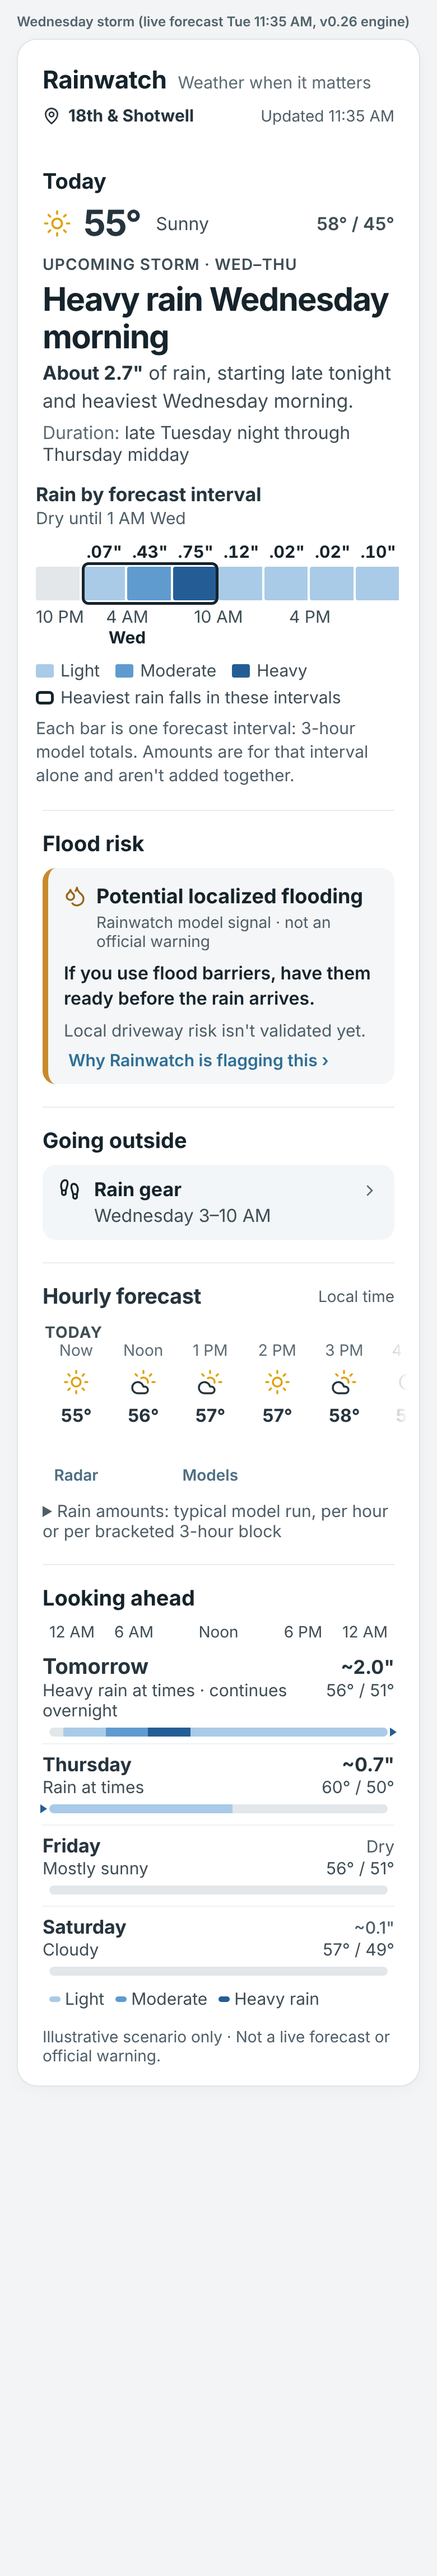 Wednesday storm (live forecast Tue 11:35 AM, v0.26 engine)
Rainwatch Weather when it matters
18th & Shotwell Updated 11:35 AM
Today
55° Sunny 58° / 45°
UPCOMING STORM · WED–THU
Heavy rain Wednesday
morning
About 2.7" of rain, starting late tonight
and heaviest Wednesday morning.
Duration: late Tuesday night through
Thursday midday
Rain by forecast interval
Dry until 1 AM Wed
.07" .43" .75" .12" .02" .02" .10"
10 PM 4 AM 10 AM 4 PM
Wed
Light Moderate Heavy
Heaviest rain falls in these intervals
Each bar is one forecast interval: 3-hour
model totals. Amounts are for that interval
alone and aren't added together.
Flood risk
Potential localized flooding
Rainwatch model signal · not an
official warning
If you use flood barriers, have them
ready before the rain arrives.
Local driveway risk isn't validated yet.
Why Rainwatch is flagging this ›
Going outside
Rain gear
Wednesday 3–10 AM
Hourly forecast Local time
TODAY
Now Noon 1 PM 2 PM 3 PM 4
55° 56° 57° 57° 58° 5
Radar Models
Rain amounts: typical model run, per hour
or per bracketed 3-hour block
Looking ahead
12 AM 6 AM Noon 6 PM 12 AM
Tomorrow ~2.0"
Heavy rain at times · continues 56° / 51°
overnight
Thursday ~0.7"
Rain at times 60° / 50°
Friday Dry
Mostly sunny 56° / 51°
Saturday ~0.1"
Cloudy 57° / 49°
Light Moderate Heavy rain
Illustrative scenario only · Not a live forecast or
official warning.